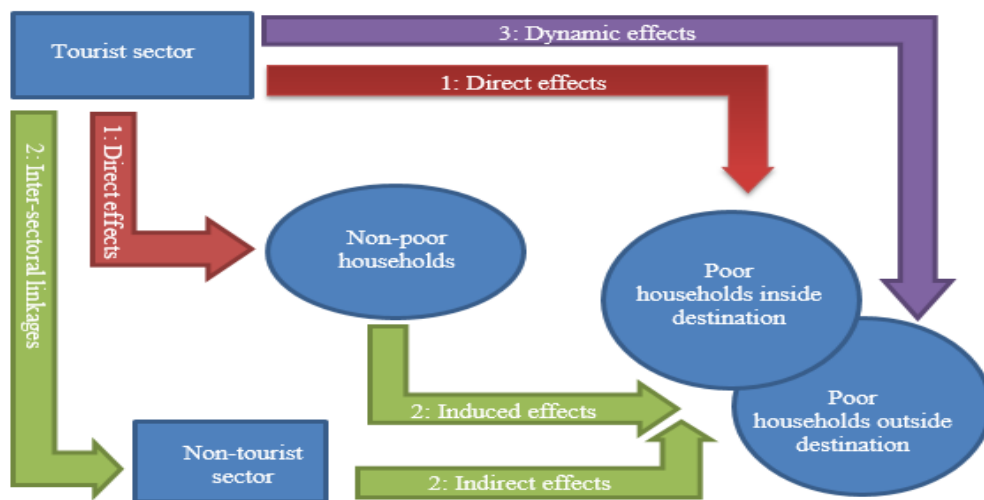 Tourist sector
3: Dynamic effects
1: Direct effects
1: Direct effects
2: Inter-sectoral linkages
Non-poor
households
Poor
households inside
destination
Poor
households outside
destination
2: Induced effects
Non-tourist
sector
2: Indirect effects